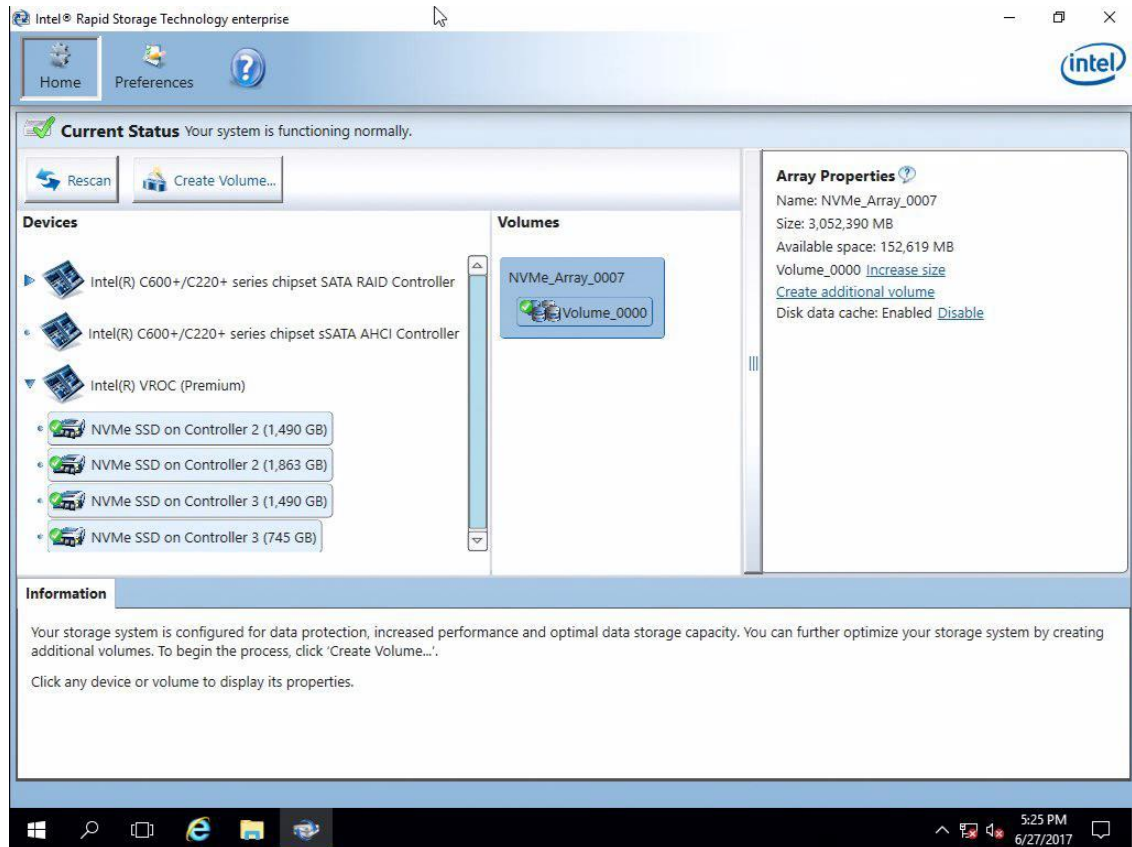 Intel® Rapid Storage Technology enterprise
Home
Preferences
?
intel
Current Status Your system is functioning normally.
Rescan
Create Volume...
Devices
Intel(R) C600+/C220+ series chipset SATA RAID Controller
Intel(R) C600+/C220+ series chipset sSATA AHCI Controller
Intel(R) VROC (Premium)
NVMe SSD on Controller 2 (1,490 GB)
NVMe SSD on Controller 2 (1,863 GB)
NVMe SSD on Controller 3 (1,490 GB)
NVMe SSD on Controller 3 (745 GB)
Volumes
NVMe_Array_0007
Volume_0000
Array Properties ?
Name: NVMe_Array_0007
Size: 3,052,390 MB
Available space: 152,619 MB
Volume_0000 Increase size
Create additional volume
Disk data cache: Enabled Disable
Information
Your storage system is configured for data protection, increased performance and optimal data storage capacity. You can further optimize your storage system by creating
additional volumes. To begin the process, click 'Create Volume...'.
Click any device or volume to display its properties.
5:25 PM
6/27/2017